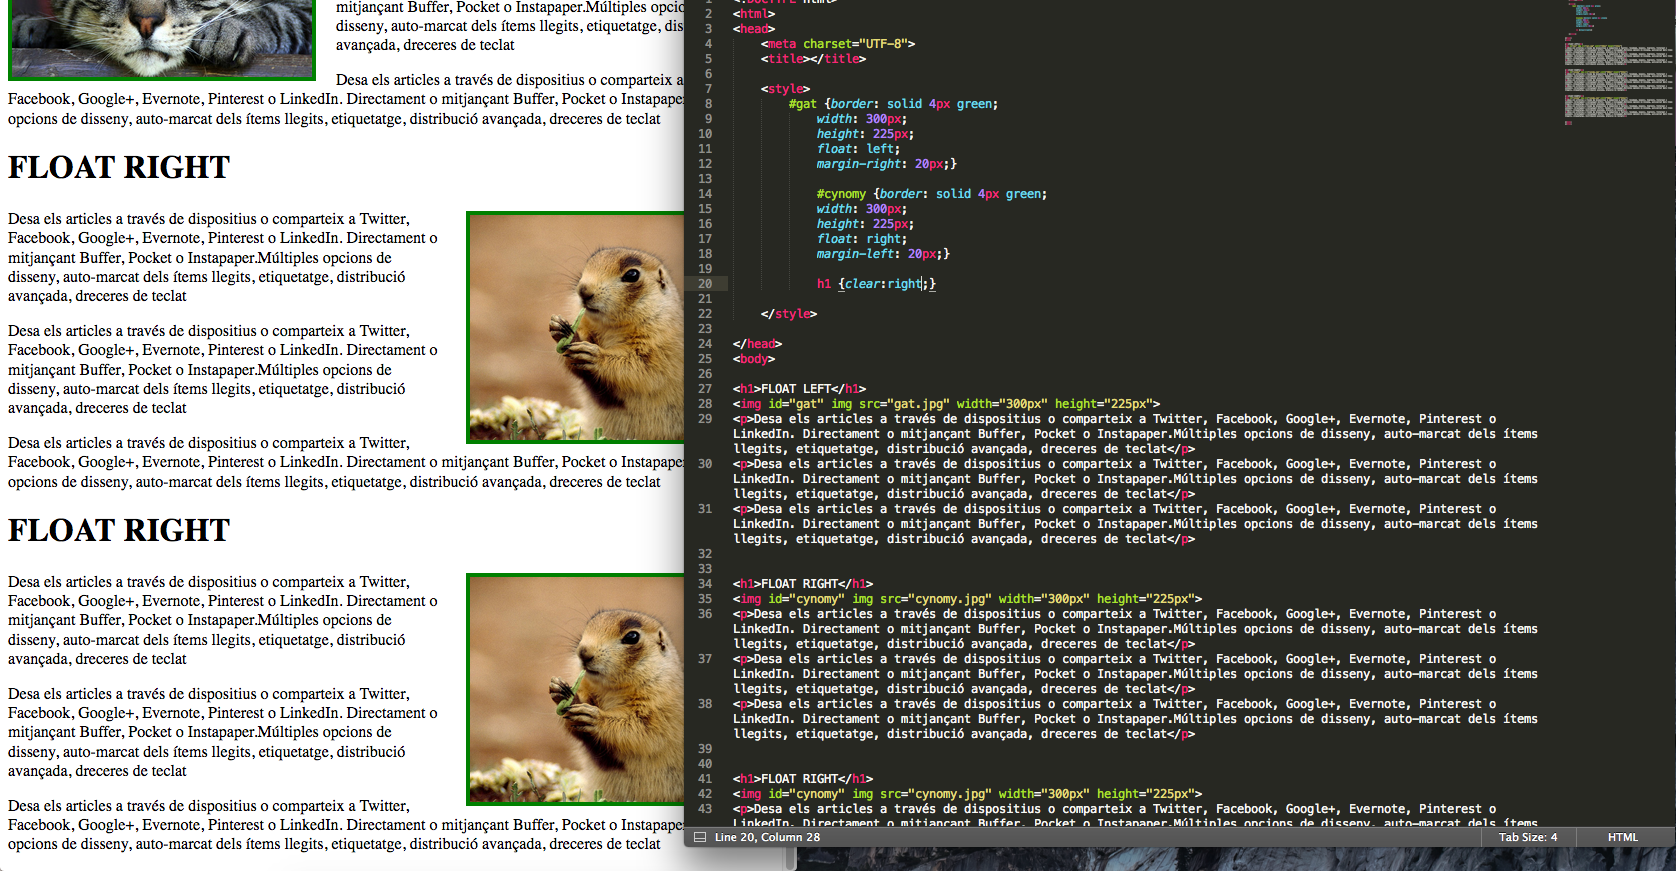 mitjançant Buffer, Pocket o Instapaper.Múltiples opcio
disseny, auto-marcat dels ítems llegits, etiquetatge, dis
avançada, dreceres de teclat
Desa els articles a través de dispositius o comparteix a
Facebook, Google+, Evernote, Pinterest o LinkedIn. Directament o mitjançant Buffer, Pocket o Instapaper.
opcions de disseny, auto-marcat dels ítems llegits, etiquetatge, distribució avançada, dreceres de teclat
FLOAT RIGHT
Desa els articles a través de dispositius o comparteix a Twitter,
Facebook, Google+, Evernote, Pinterest o LinkedIn. Directament o
mitjançant Buffer, Pocket o Instapaper.Múltiples opcions de
disseny, auto-marcat dels ítems llegits, etiquetatge, distribució
avançada, dreceres de teclat
Desa els articles a través de dispositius o comparteix a Twitter,
Facebook, Google+, Evernote, Pinterest o LinkedIn. Directament o
mitjançant Buffer, Pocket o Instapaper.Múltiples opcions de
disseny, auto-marcat dels ítems llegits, etiquetatge, distribució
avançada, dreceres de teclat
Desa els articles a través de dispositius o comparteix a Twitter,
Facebook, Google+, Evernote, Pinterest o LinkedIn. Directament o mitjançant Buffer, Pocket o Instapape
opcions de disseny, auto-marcat dels ítems llegits, etiquetatge, distribució avançada, dreceres de teclat
FLOAT RIGHT
Desa els articles a través de dispositius o comparteix a Twitter,
Facebook, Google+, Evernote, Pinterest o LinkedIn. Directament o
mitjançant Buffer, Pocket o Instapaper.Múltiples opcions de
disseny, auto-marcat dels ítems llegits, etiquetatge, distribució
avançada, dreceres de teclat
Desa els articles a través de dispositius o comparteix a Twitter,
Facebook, Google+, Evernote, Pinterest o LinkedIn. Directament o
mitjançant Buffer, Pocket o Instapaper.Múltiples opcions de
disseny, auto-marcat dels ítems llegits, etiquetatge, distribució
avançada, dreceres de teclat
Desa els articles a través de dispositius o comparteix a Twitter,
Facebook, Google+, Evernote, Pinterest o LinkedIn. Directament o mitjançant Buffer, Pocket o Instapape
opcions de disseny, auto-marcat dels ítems llegits, etiquetatge, distribució avançada, dreceres de teclat
1 <!DOCTYPE html>
2 <html>
3 <head>
4 <meta charset="UTF-8">
5 <title></title>
6
7 <style>
8 #gat {border: solid 4px green;
9 width: 300px;
10 height: 225px;
11 float: left;
12 margin-right: 20px;}
13
14 #cynomy {border: solid 4px green;
15 width: 300px;
16 height: 225px;
17 float: right;
18 margin-left: 20px;}
19
20 h1 {clear:right;}
21
22 </style>
23
24 </head>
25 <body>
26
27 <h1>FLOAT LEFT</h1>
28 <img id="gat" img src="gat.jpg" width="300px" height="225px">
29 <p>Desa els articles a través de dispositius o comparteix a Twitter, Facebook, Google+, Evernote, Pinterest o
LinkedIn. Directament o mitjançant Buffer, Pocket o Instapaper.Múltiples opcions de disseny, auto-marcat dels ítems
llegits, etiquetatge, distribució avançada, dreceres de teclat</p>
30 <p>Desa els articles a través de dispositius o comparteix a Twitter, Facebook, Google+, Evernote, Pinterest o
LinkedIn. Directament o mitjançant Buffer, Pocket o Instapaper.Múltiples opcions de disseny, auto-marcat dels ítems
llegits, etiquetatge, distribució avançada, dreceres de teclat</p>
31 <p>Desa els articles a través de dispositius o comparteix a Twitter, Facebook, Google+, Evernote, Pinterest o
LinkedIn. Directament o mitjançant Buffer, Pocket o Instapaper.Múltiples opcions de disseny, auto-marcat dels ítems
llegits, etiquetatge, distribució avançada, dreceres de teclat</p>
32
33
34 <h1>FLOAT RIGHT</h1>
35 <img id="cynomy" img src="cynomy.jpg" width="300px" height="225px">
36 <p>Desa els articles a través de dispositius o comparteix a Twitter, Facebook, Google+, Evernote, Pinterest o
LinkedIn. Directament o mitjançant Buffer, Pocket o Instapaper.Múltiples opcions de disseny, auto-marcat dels ítems
llegits, etiquetatge, distribució avançada, dreceres de teclat</p>
37 <p>Desa els articles a través de dispositius o comparteix a Twitter, Facebook, Google+, Evernote, Pinterest o
LinkedIn. Directament o mitjançant Buffer, Pocket o Instapaper.Múltiples opcions de disseny, auto-marcat dels ítems
llegits, etiquetatge, distribució avançada, dreceres de teclat</p>
38 <p>Desa els articles a través de dispositius o comparteix a Twitter, Facebook, Google+, Evernote, Pinterest o
LinkedIn. Directament o mitjançant Buffer, Pocket o Instapaper.Múltiples opcions de disseny, auto-marcat dels ítems
llegits, etiquetatge, distribució avançada, dreceres de teclat</p>
39
40
41 <h1>FLOAT RIGHT</h1>
42 <img id="cynomy" img src="cynomy.jpg" width="300px" height="225px">
43 <p>Desa els articles a través de dispositius o comparteix a Twitter, Facebook, Google+, Evernote, Pinterest o
LinkedIn. Directament o mitjançant Buffer, Pocket o Instapaper.Múltiples opcions de disseny, auto-marcat dels ítems
Line 20, Column 28
Tab Size: 4
HTML